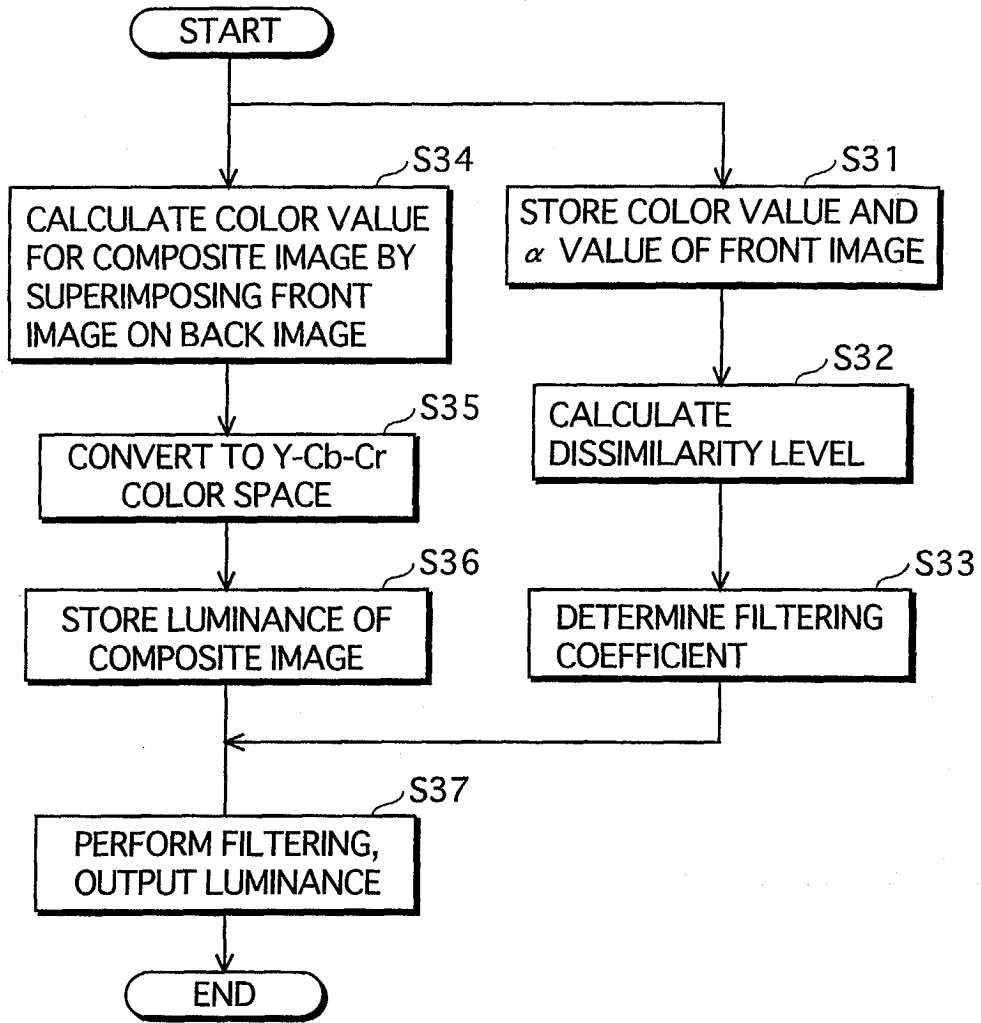 START
S34
CALCULATE COLOR VALUE
FOR COMPOSITE IMAGE BY
SUPERIMPOSING FRONT
IMAGE ON BACK IMAGE
S31
STORE COLOR VALUE AND
α VALUE OF FRONT IMAGE
S32
CALCULATE
DISSIMILARITY LEVEL
S35
CONVERT TO Y-Cb-Cr
COLOR SPACE
S36
STORE LUMINANCE OF
COMPOSITE IMAGE
S33
DETERMINE FILTERING
COEFFICIENT
S37
PERFORM FILTERING,
OUTPUT LUMINANCE
END